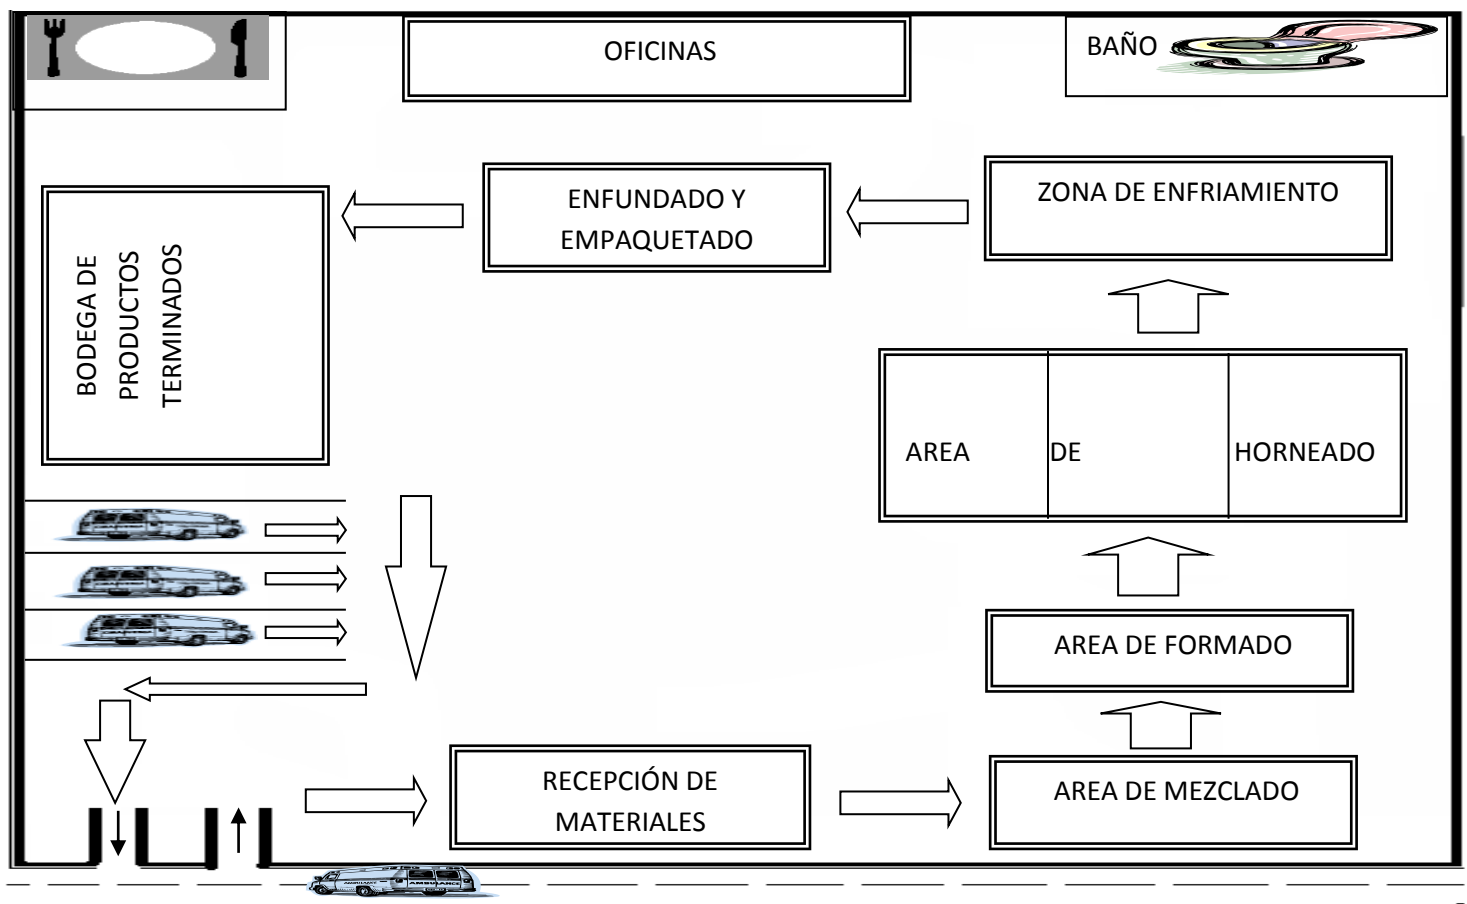 OFICINAS
BAÑO
ENFUNDADO Y
EMPAQUETADO
ZONA DE ENFRIAMIENTO
BODEGA DE
PRODUCTOS
TERMINADOS
AREA DE HORNEADO
AREA DE FORMADO
RECEPCIÓN DE
MATERIALES
AREA DE MEZCLADO
AMBULANCE